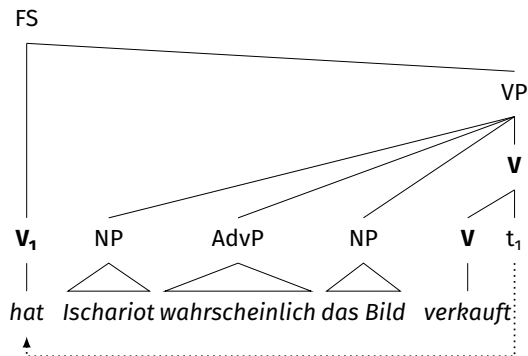 FS
VP
V
V₁ NP AdvP NP V t₁
hat Ischariot wahrscheinlich das Bild verkauft